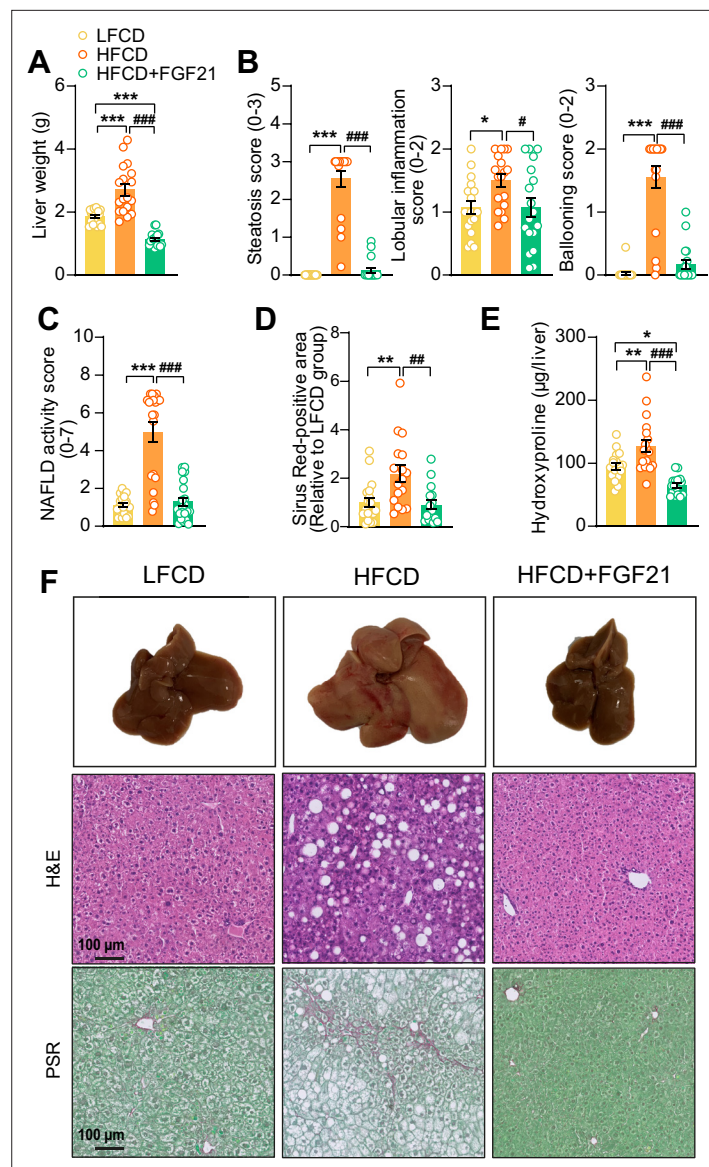 LFCD
HFCD
HFCD+FGF21
A
Liver weight (g)
6
4
2
0
***
***
###
B
Steatosis score (0-3)
5
4
3
2
1
0
***
###
Lobular inflammation
score (0-2)
3
2
1
0
*
#
Ballooning score (0-2)
3
2
1
0
***
###
C
NAFLD activity score
(0-7)
10
8
6
4
2
0
***
###
D
Sirus Red-positive area
(Relative to LFCD group)
8
6
4
2
0
**
##
E
Hydroxyproline (µg/liver)
300
200
100
0
*
**
###
F
LFCD
HFCD
HFCD+FGF21
H&E
100 µm
PSR
100 µm